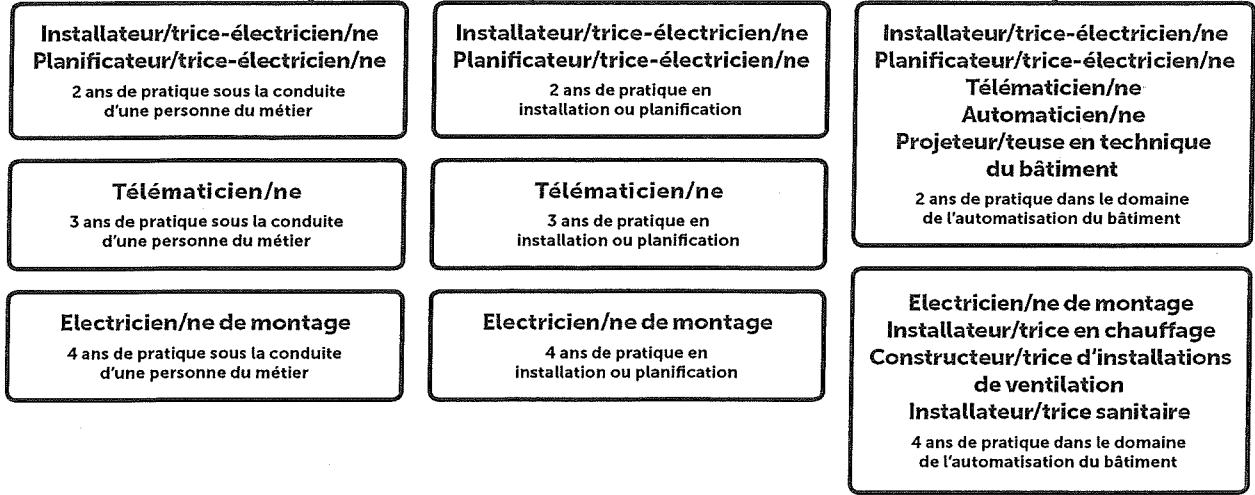 Installateur/trice-électricien/ne
Planificateur/trice-électricien/ne
2 ans de pratique sous la conduite
d'une personne du métier
Télématicien/ne
3 ans de pratique sous la conduite
d'une personne du métier
Electricien/ne de montage
4 ans de pratique sous la conduite
d'une personne du métier
Installateur/trice-électricien/ne
Planificateur/trice-électricien/ne
2 ans de pratique en
installation ou planification
Télématicien/ne
3 ans de pratique en
installation ou planification
Electricien/ne de montage
4 ans de pratique en
installation ou planification
Installateur/trice-électricien/ne
Planificateur/trice-électricien/ne
Télématicien/ne
Automaticien/ne
Projeteur/teuse en technique
du bâtiment
2 ans de pratique dans le domaine
de l'automatisation du bâtiment
Electricien/ne de montage
Installateur/trice en chauffage
Constructeur/trice d'installations
de ventilation
Installateur/trice sanitaire
4 ans de pratique dans le domaine
de l'automatisation du bâtiment